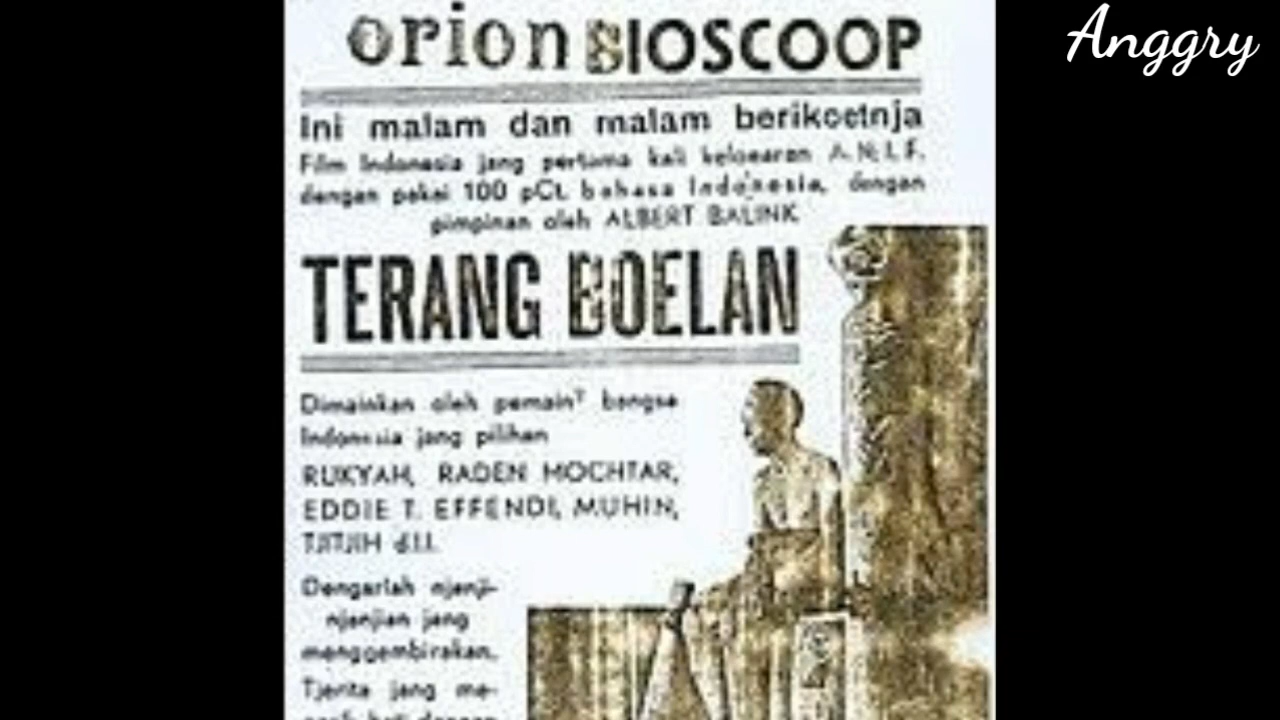 orion BIOSCOOP
Anggry
Ini malam dan malam berikoetnja
Film Indonesia jang pertama kali keloearan A.N.I.F.
dengan pakai 100 pCt. bahasa Indonesia, dengan
pimpinan oleh ALBERT BALINK
TERANG BOELAN
Dimainkan oleh pemain² bangsa
Indonesia jang pilihan
RUKYAH, RADEN MOCHTAR,
EDDIE T. EFFENDI, MUHIN,
TJITJIH d.l.l.
Dengarlah njanji-
njanjian jang
menggembirakan.
Tjerita jang me-
hati dengan